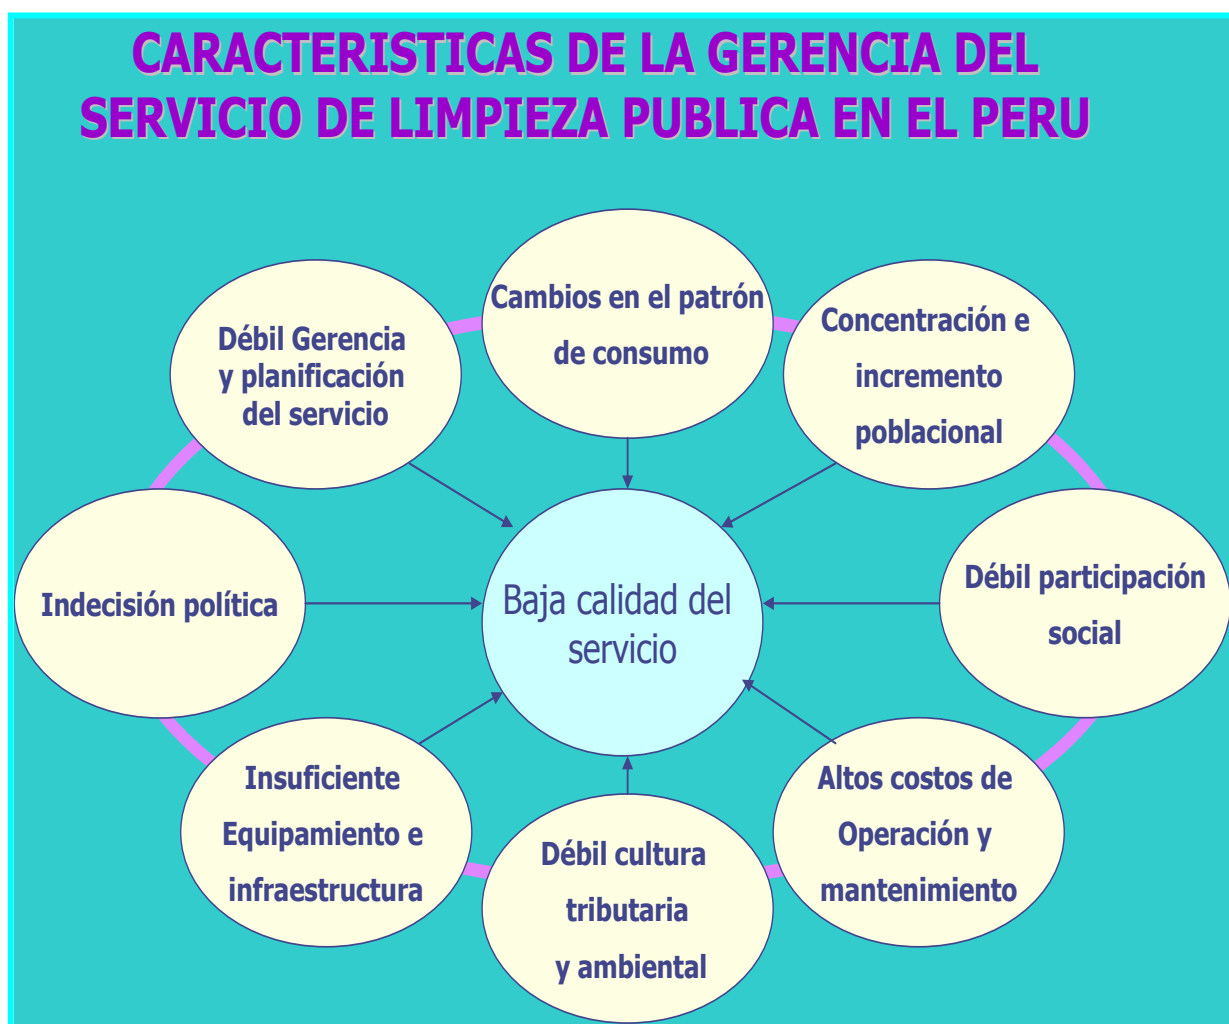 CARACTERISTICAS DE LA GERENCIA DEL
SERVICIO DE LIMPIEZA PUBLICA EN EL PERU
Cambios en el patrón
de consumo
Débil Gerencia
y planificación
del servicio
Concentración e
incremento
poblacional
Indecisión política
Baja calidad del
servicio
Débil participación
social
Insuficiente
Equipamiento e
infraestructura
Débil cultura
tributaria
y ambiental
Altos costos de
Operación y
mantenimiento